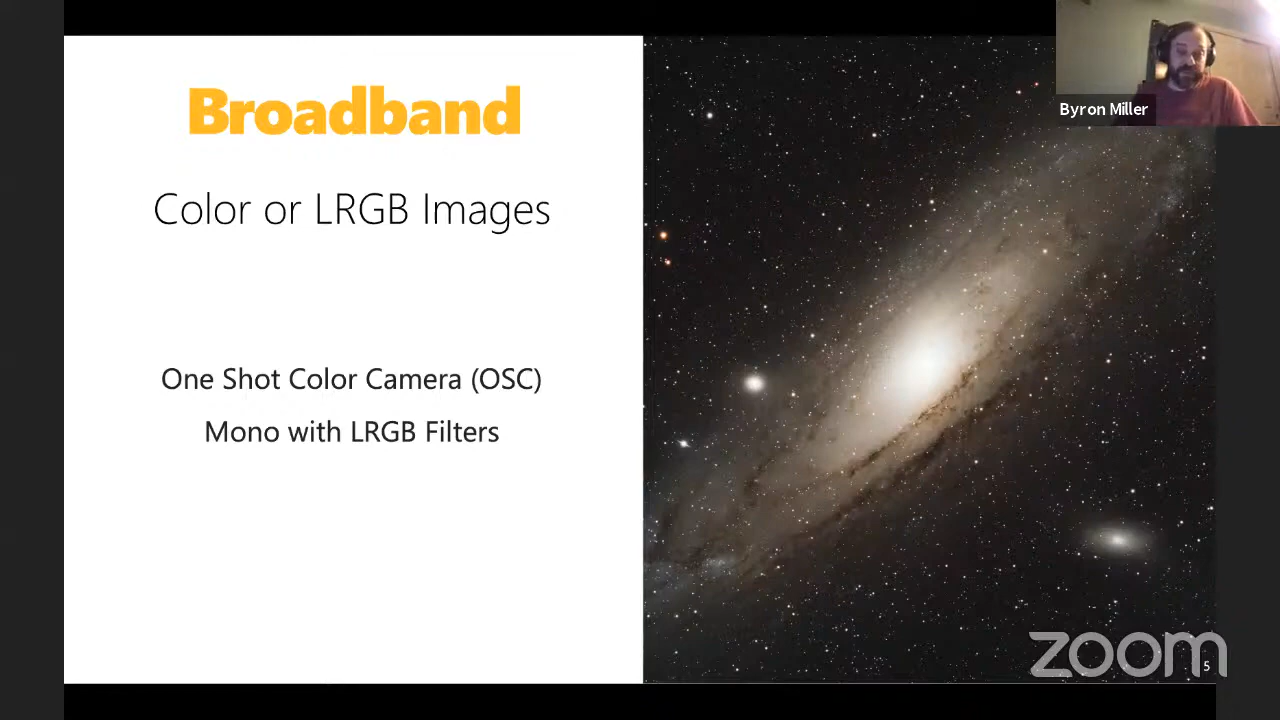 Broadband
Color or LRGB Images
One Shot Color Camera (OSC)
Mono with LRGB Filters
Byron Miller
zoom
5